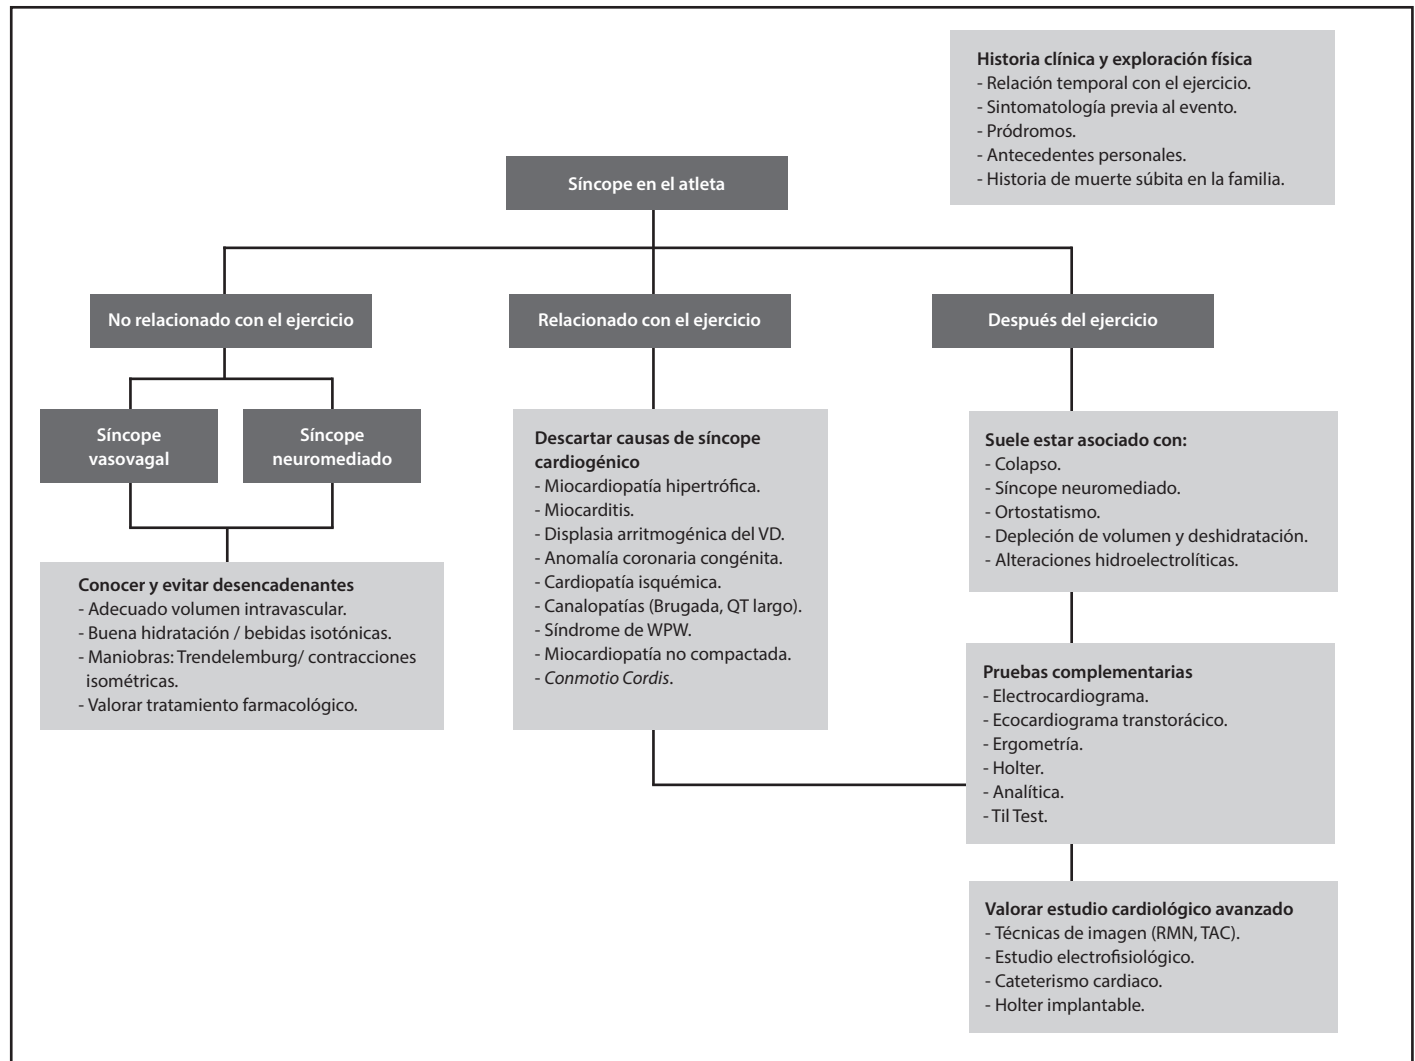 Historia clínica y exploración física
- Relación temporal con el ejercicio.
- Sintomatología previa al evento.
- Pródromos.
- Antecedentes personales.
- Historia de muerte súbita en la familia.
Síncope en el atleta
No relacionado con el ejercicio
Relacionado con el ejercicio
Después del ejercicio
Síncope
vasovagal
Síncope
neuromediado
Conocer y evitar desencadenantes
- Adecuado volumen intravascular.
- Buena hidratación / bebidas isotónicas.
- Maniobras: Trendelemburg/ contracciones
isométricas.
- Valorar tratamiento farmacológico.
Descartar causas de síncope
cardiogénico
- Miocardiopatía hipertrófica.
- Miocarditis.
- Displasia arritmogénica del VD.
- Anomalía coronaria congénita.
- Cardiopatía isquémica.
- Canalopatías (Brugada, QT largo).
- Síndrome de WPW.
- Miocardiopatía no compactada.
- Conmotio Cordis.
Suele estar asociado con:
- Colapso.
- Síncope neuromediado.
- Ortostatismo.
- Depleción de volumen y deshidratación.
- Alteraciones hidroelectrolíticas.
Pruebas complementarias
- Electrocardiograma.
- Ecocardiograma transtorácico.
- Ergometría.
- Holter.
- Analítica.
- Til Test.
Valorar estudio cardiológico avanzado
- Técnicas de imagen (RMN, TAC).
- Estudio electrofisiológico.
- Cateterismo cardiaco.
- Holter implantable.